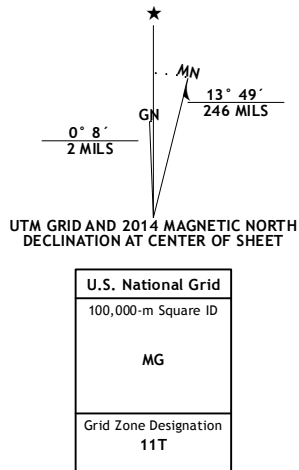 ★
MN
GN
13° 49´
246 MILS
0° 8´
2 MILS
UTM GRID AND 2014 MAGNETIC NORTH
DECLINATION AT CENTER OF SHEET
U.S. National Grid
100,000-m Square ID
MG
Grid Zone Designation
11T